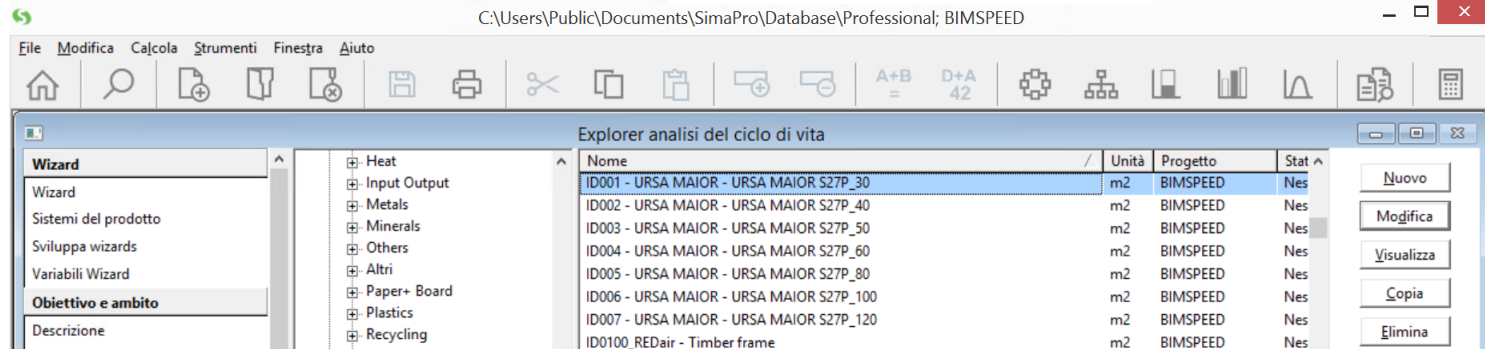 C:\Users\Public\Documents\SimaPro\Database\Professional; BIMSPEED
File Modifica Calcola Strumenti Finestra Aiuto
A+B
=
D+A
42
Explorer analisi del ciclo di vita
Wizard
Wizard
Sistemi del prodotto
Sviluppa wizards
Variabili Wizard
Obiettivo e ambito
Descrizione
Heat
Input Output
Metals
Minerals
Others
Altri
Paper+ Board
Plastics
Recycling
Nome Unità Progetto Stat
ID001 - URSA MAIOR - URSA MAIOR S27P_30 m2 BIMSPEED Nes
ID002 - URSA MAIOR - URSA MAIOR S27P_40 m2 BIMSPEED Nes
ID003 - URSA MAIOR - URSA MAIOR S27P_50 m2 BIMSPEED Nes
ID004 - URSA MAIOR - URSA MAIOR S27P_60 m2 BIMSPEED Nes
ID005 - URSA MAIOR - URSA MAIOR S27P_80 m2 BIMSPEED Nes
ID006 - URSA MAIOR - URSA MAIOR S27P_100 m2 BIMSPEED Nes
ID007 - URSA MAIOR - URSA MAIOR S27P_120 m2 BIMSPEED Nes
ID0100_REDair - Timber frame m2 BIMSPEED Nes
Nuovo
Modifica
Visualizza
Copia
Elimina